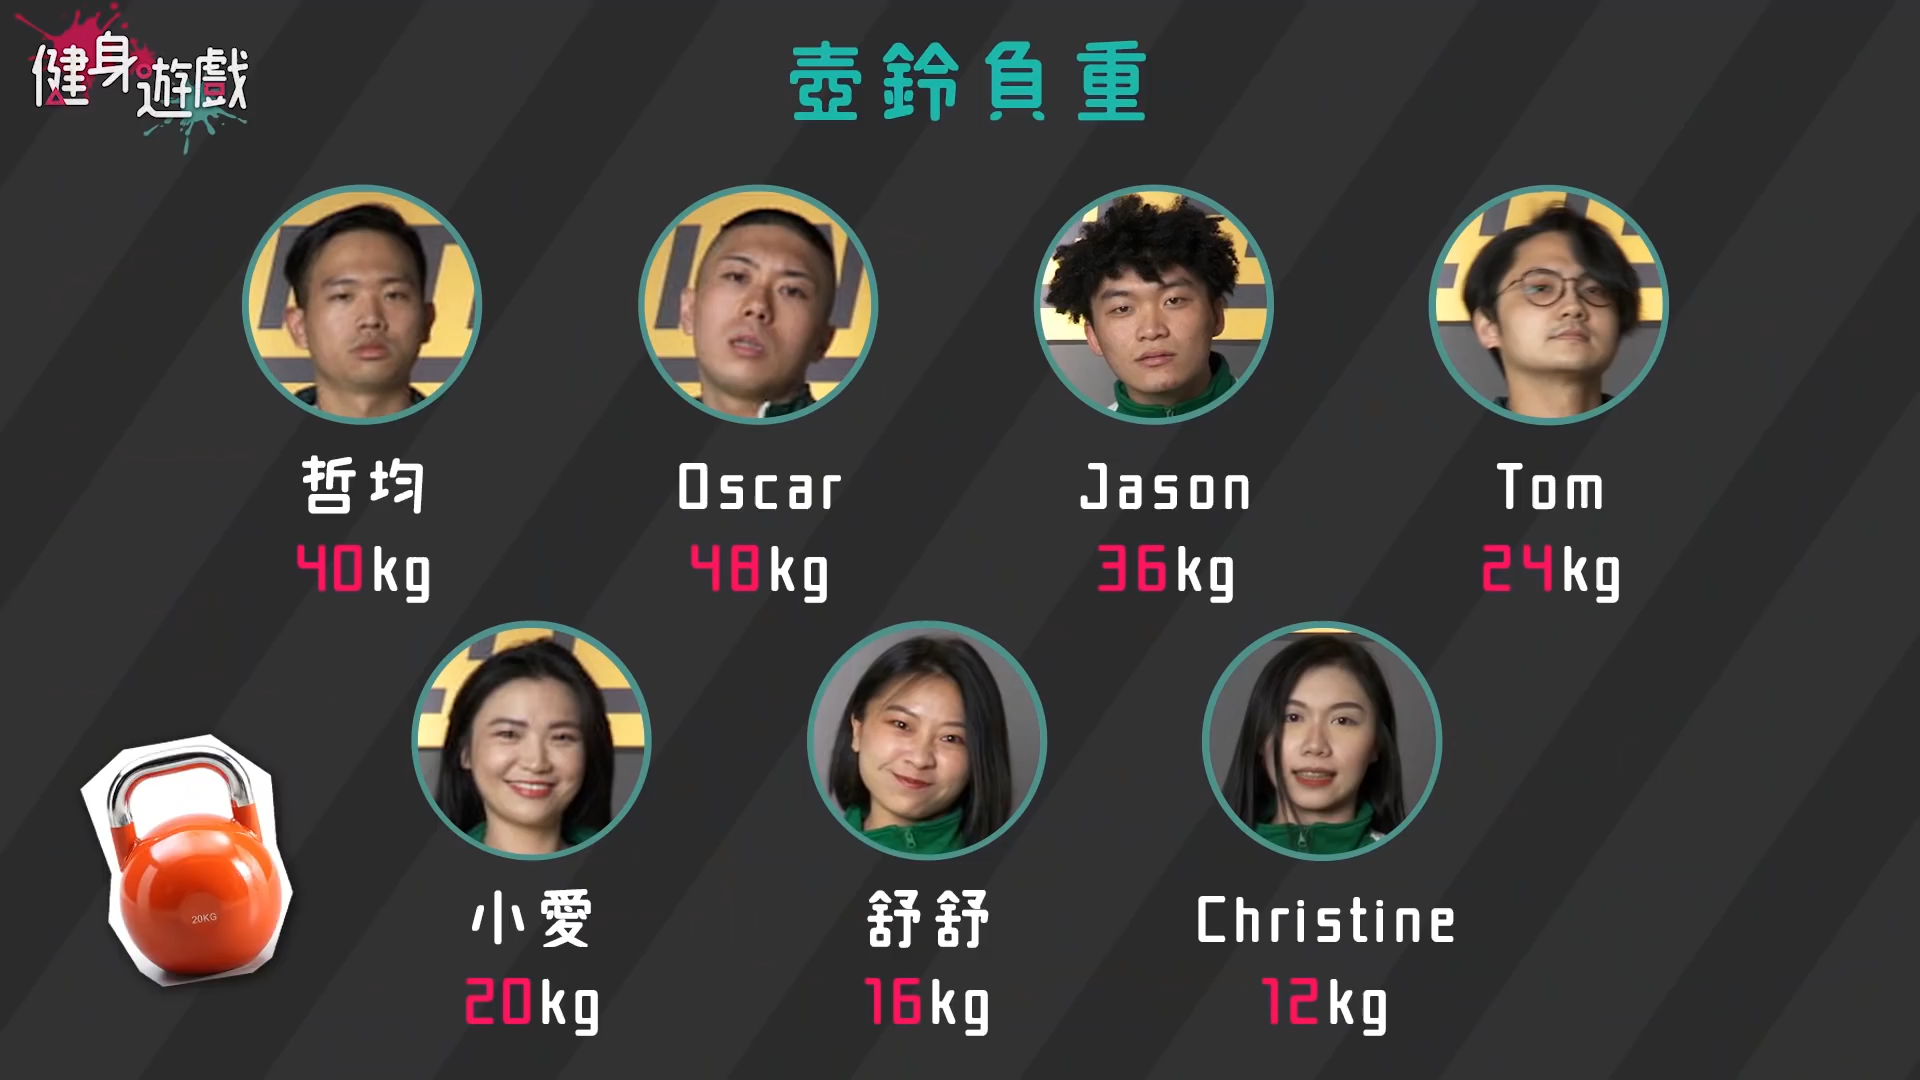 健身遊戲
壺鈴負重
哲均
Oscar
Jason
Tom
40kg
48kg
36kg
24kg
小愛
舒舒
Christine
20kg
16kg
12kg
20KG